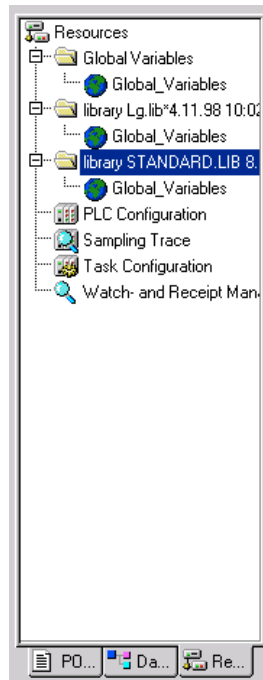 Resources
Global Variables
Global_Variables
library Lg.lib*4.11.98 10:02
Global_Variables
library STANDARD.LIB 8.
Global_Variables
PLC Configuration
Sampling Trace
Task Configuration
Watch- and Receipt Man
PO... Da... Re...